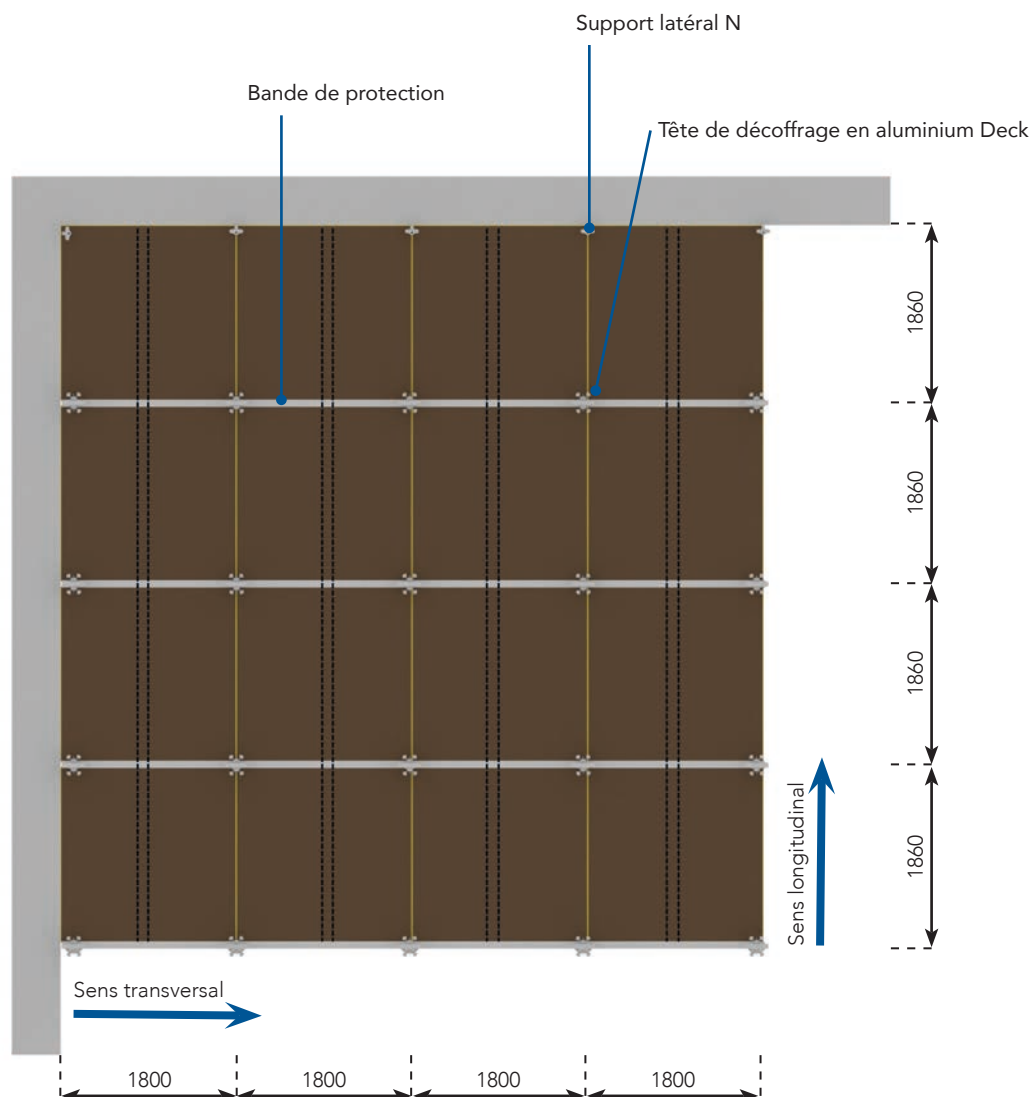 Support latéral N
Bande de protection
Tête de décoffrage en aluminium Deck
1860
1860
1860
1860
Sens longitudinal
Sens transversal
1800
1800
1800
1800